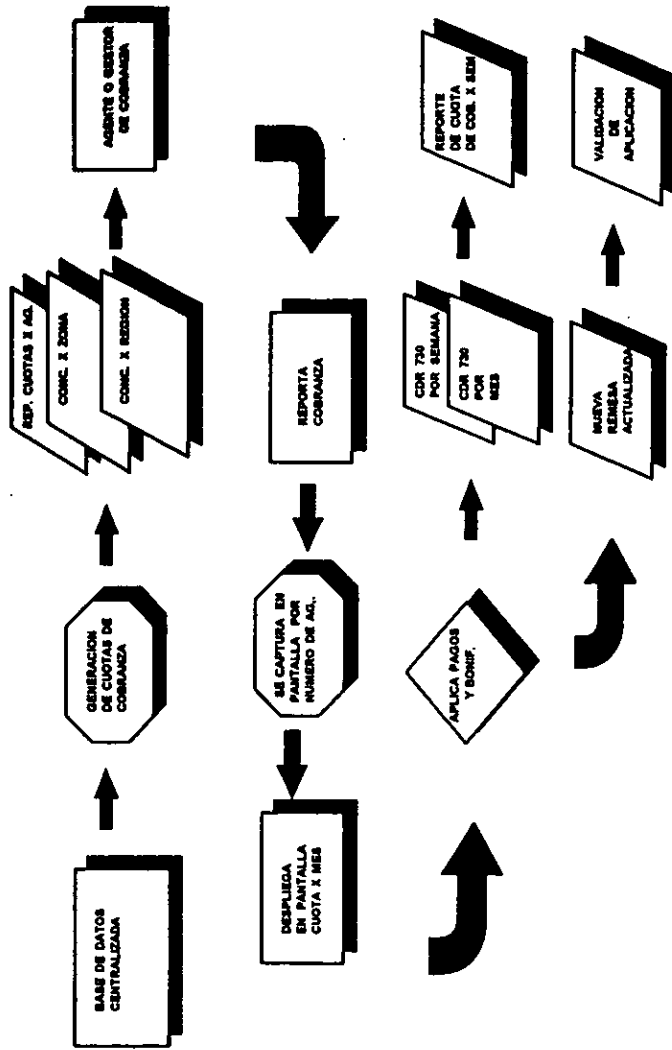 BASE DE DATOS
CENTRALIZADA
GENERACION
DE CUOTAS DE
COBRANZA
REP. CUOTAS X AG.
CONC. X ZONA
CONC. X REGION
AGENTE O GESTOR
DE COBRANZA
REPORTA
COBRANZA
SE CAPTURA EN
PANTALLA POR
NUMERO DE AG..
DESPLIEGA
EN PANTALLA
CUOTA X MES
APLICA PAGOS
Y BONIF.
CDR 730
POR SEMANA
CDR 730
POR
MES
REPORTE
DE CUOTA
DE COB. X SEM
NUEVA
REMESA
ACTUALIZADA
VALIDACION
DE
APLICACION